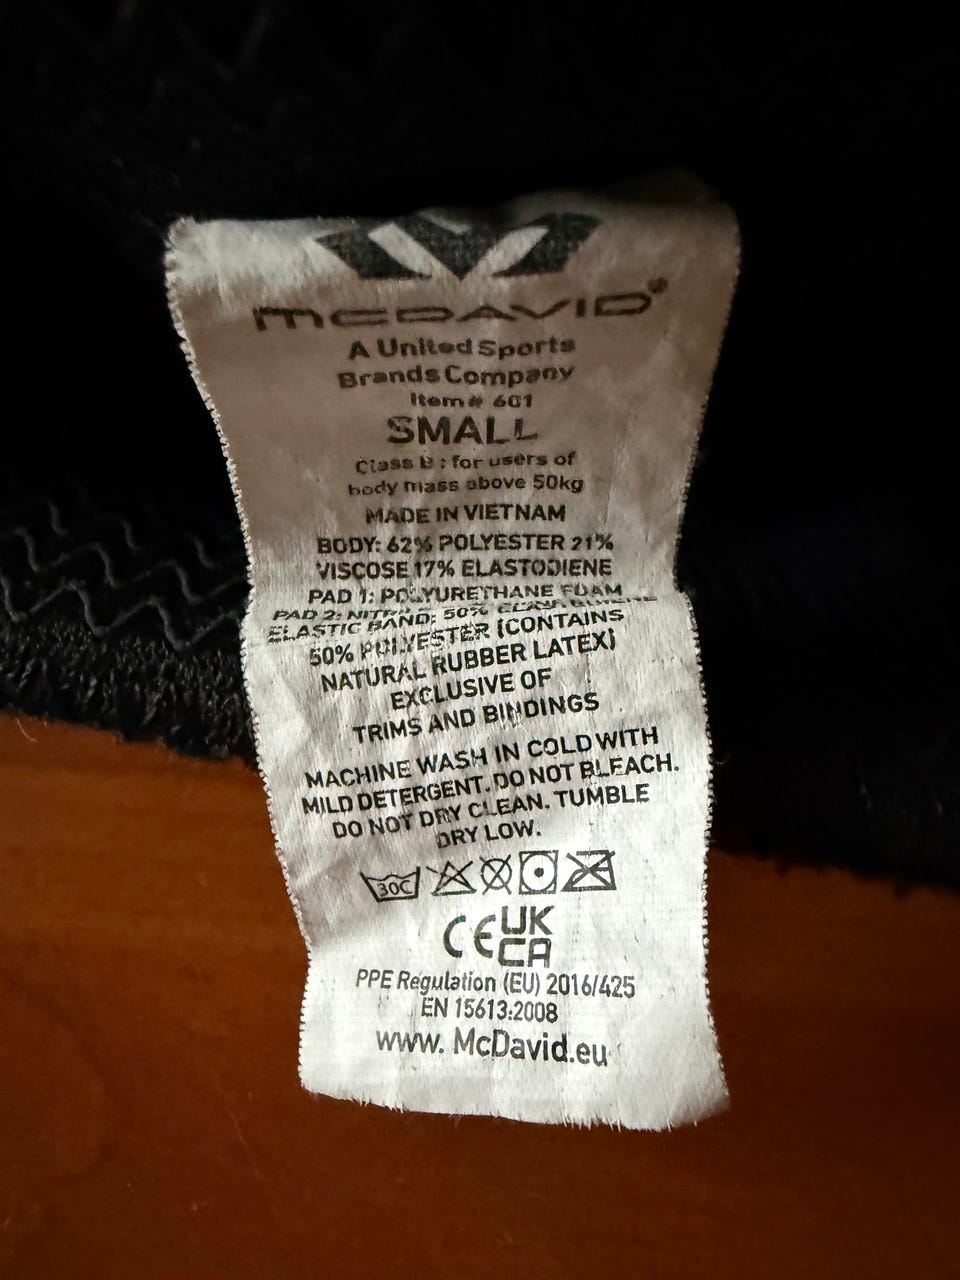 McDAVID®
A United Sports
Brands Company
Item# 601
SMALL
Class B : for users of
body mass above 50kg
MADE IN VIETNAM
BODY: 62% POLYESTER 21%
VISCOSE 17% ELASTODIENE
PAD 1: POLYURETHANE FOAM
PAD 2:
ELASTIC BAND: 50%
50% POLYESTER (CONTAINS
NATURAL RUBBER LATEX)
EXCLUSIVE OF
TRIMS AND BINDINGS
MACHINE WASH IN COLD WITH
MILD DETERGENT. DO NOT BLEACH.
DO NOT DRY CLEAN. TUMBLE
DRY LOW.
30C
CE UK
CA
PPE Regulation (EU) 2016/425
EN 15613:2008
www. McDavid.eu